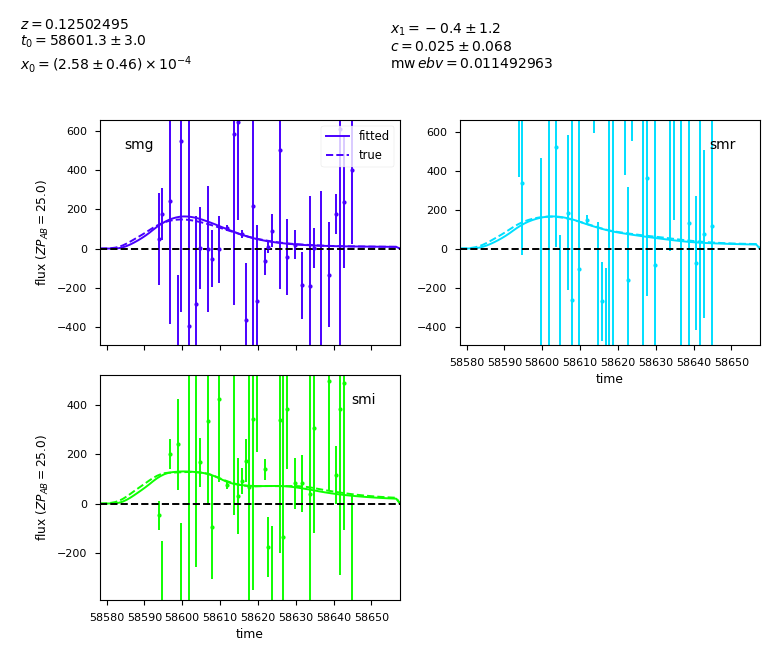 z = 0.12502495
t₀ = 58601.3 ± 3.0
x₀ = (2.58 ± 0.46) × 10⁻⁴
x₁ = −0.4 ± 1.2
c = 0.025 ± 0.068
mw ebv = 0.011492963
smg
fitted
true
600
400
200
0
−200
−400
flux (ZP_AB = 25.0)
smr
600
400
200
0
−200
−400
58580 58590 58600 58610 58620 58630 58640 58650
time
smi
400
200
0
−200
flux (ZP_AB = 25.0)
58580 58590 58600 58610 58620 58630 58640 58650
time